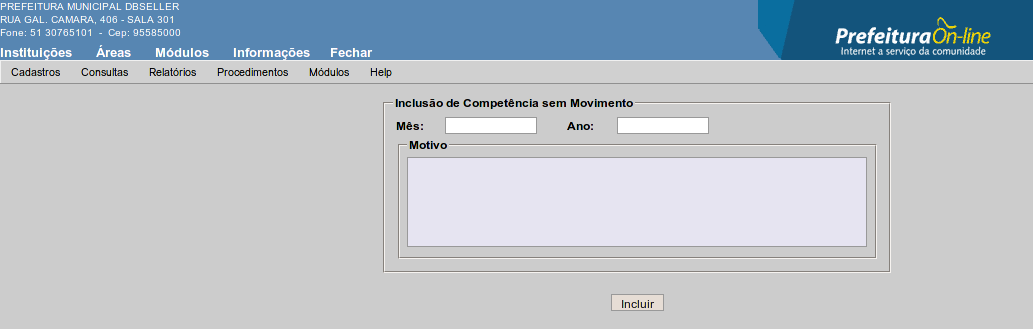 PREFEITURA MUNICIPAL DBSELLER
RUA GAL. CAMARA, 406 - SALA 301
Fone: 51 30765101 - Cep: 95585000
Prefeitura On-line
Internet a serviço da comunidade
Instituições Áreas Módulos Informações Fechar
Cadastros Consultas Relatórios Procedimentos Módulos Help
Inclusão de Competência sem Movimento
Mês: Ano:
Motivo
Incluir